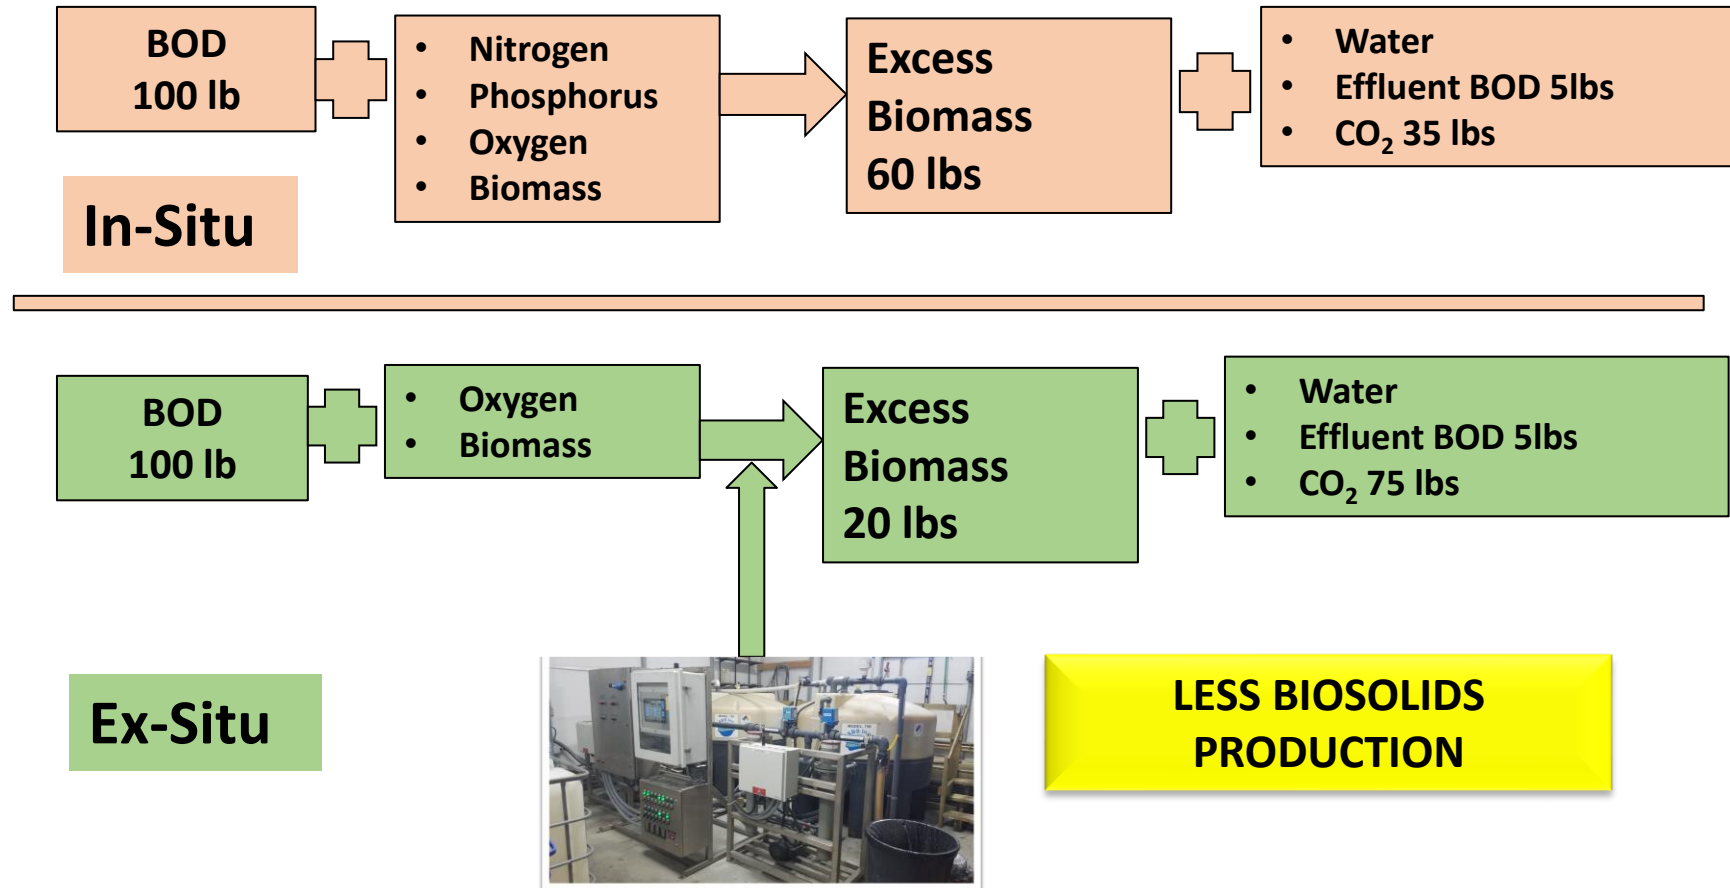 BOD
100 lb
• Nitrogen
• Phosphorus
• Oxygen
• Biomass
Excess
Biomass
60 lbs
• Water
• Effluent BOD 5lbs
• CO₂ 35 lbs
In-Situ
BOD
100 lb
• Oxygen
• Biomass
Excess
Biomass
20 lbs
• Water
• Effluent BOD 5lbs
• CO₂ 75 lbs
Ex-Situ
LESS BIOSOLIDS
PRODUCTION